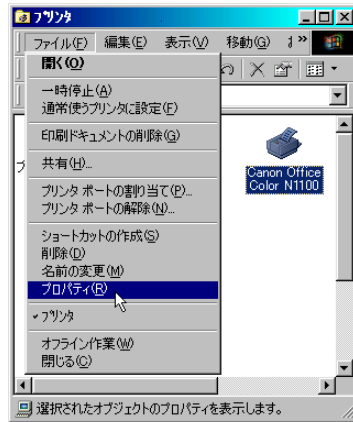 プリンタ
ファイル(F) 編集(E) 表示(V) 移動(G)
開く(O)
一時停止(A)
通常使うプリンタに設定(F)
印刷ドキュメントの削除(G)
共有(H)...
プリンタ ポートの割り当て(P)...
プリンタ ポートの解除(N)...
ショートカットの作成(S)
削除(D)
名前の変更(M)
プロパティ(R)
プリンタ
オフライン作業(W)
閉じる(C)
Canon Office
Color N1100
選択されたオブジェクトのプロパティを表示します。